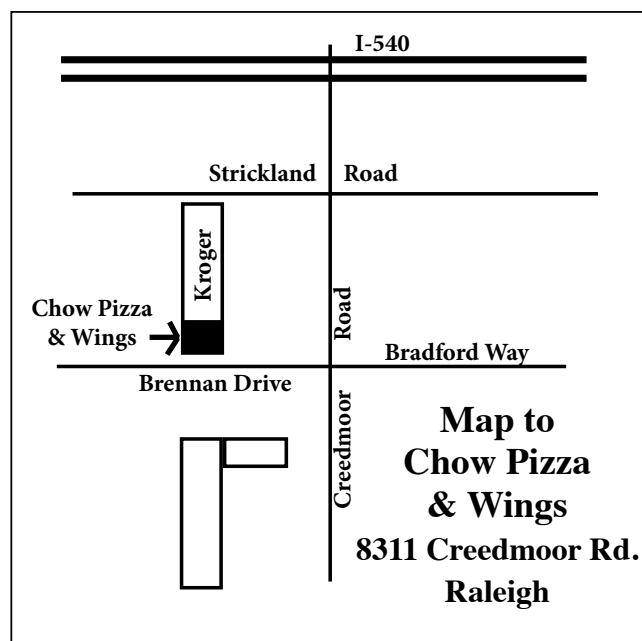 I-540
Strickland Road
Kroger
Chow Pizza
& Wings
Road
Bradford Way
Brennan Drive
Creedmoor
Map to
Chow Pizza
& Wings
8311 Creedmoor Rd.
Raleigh